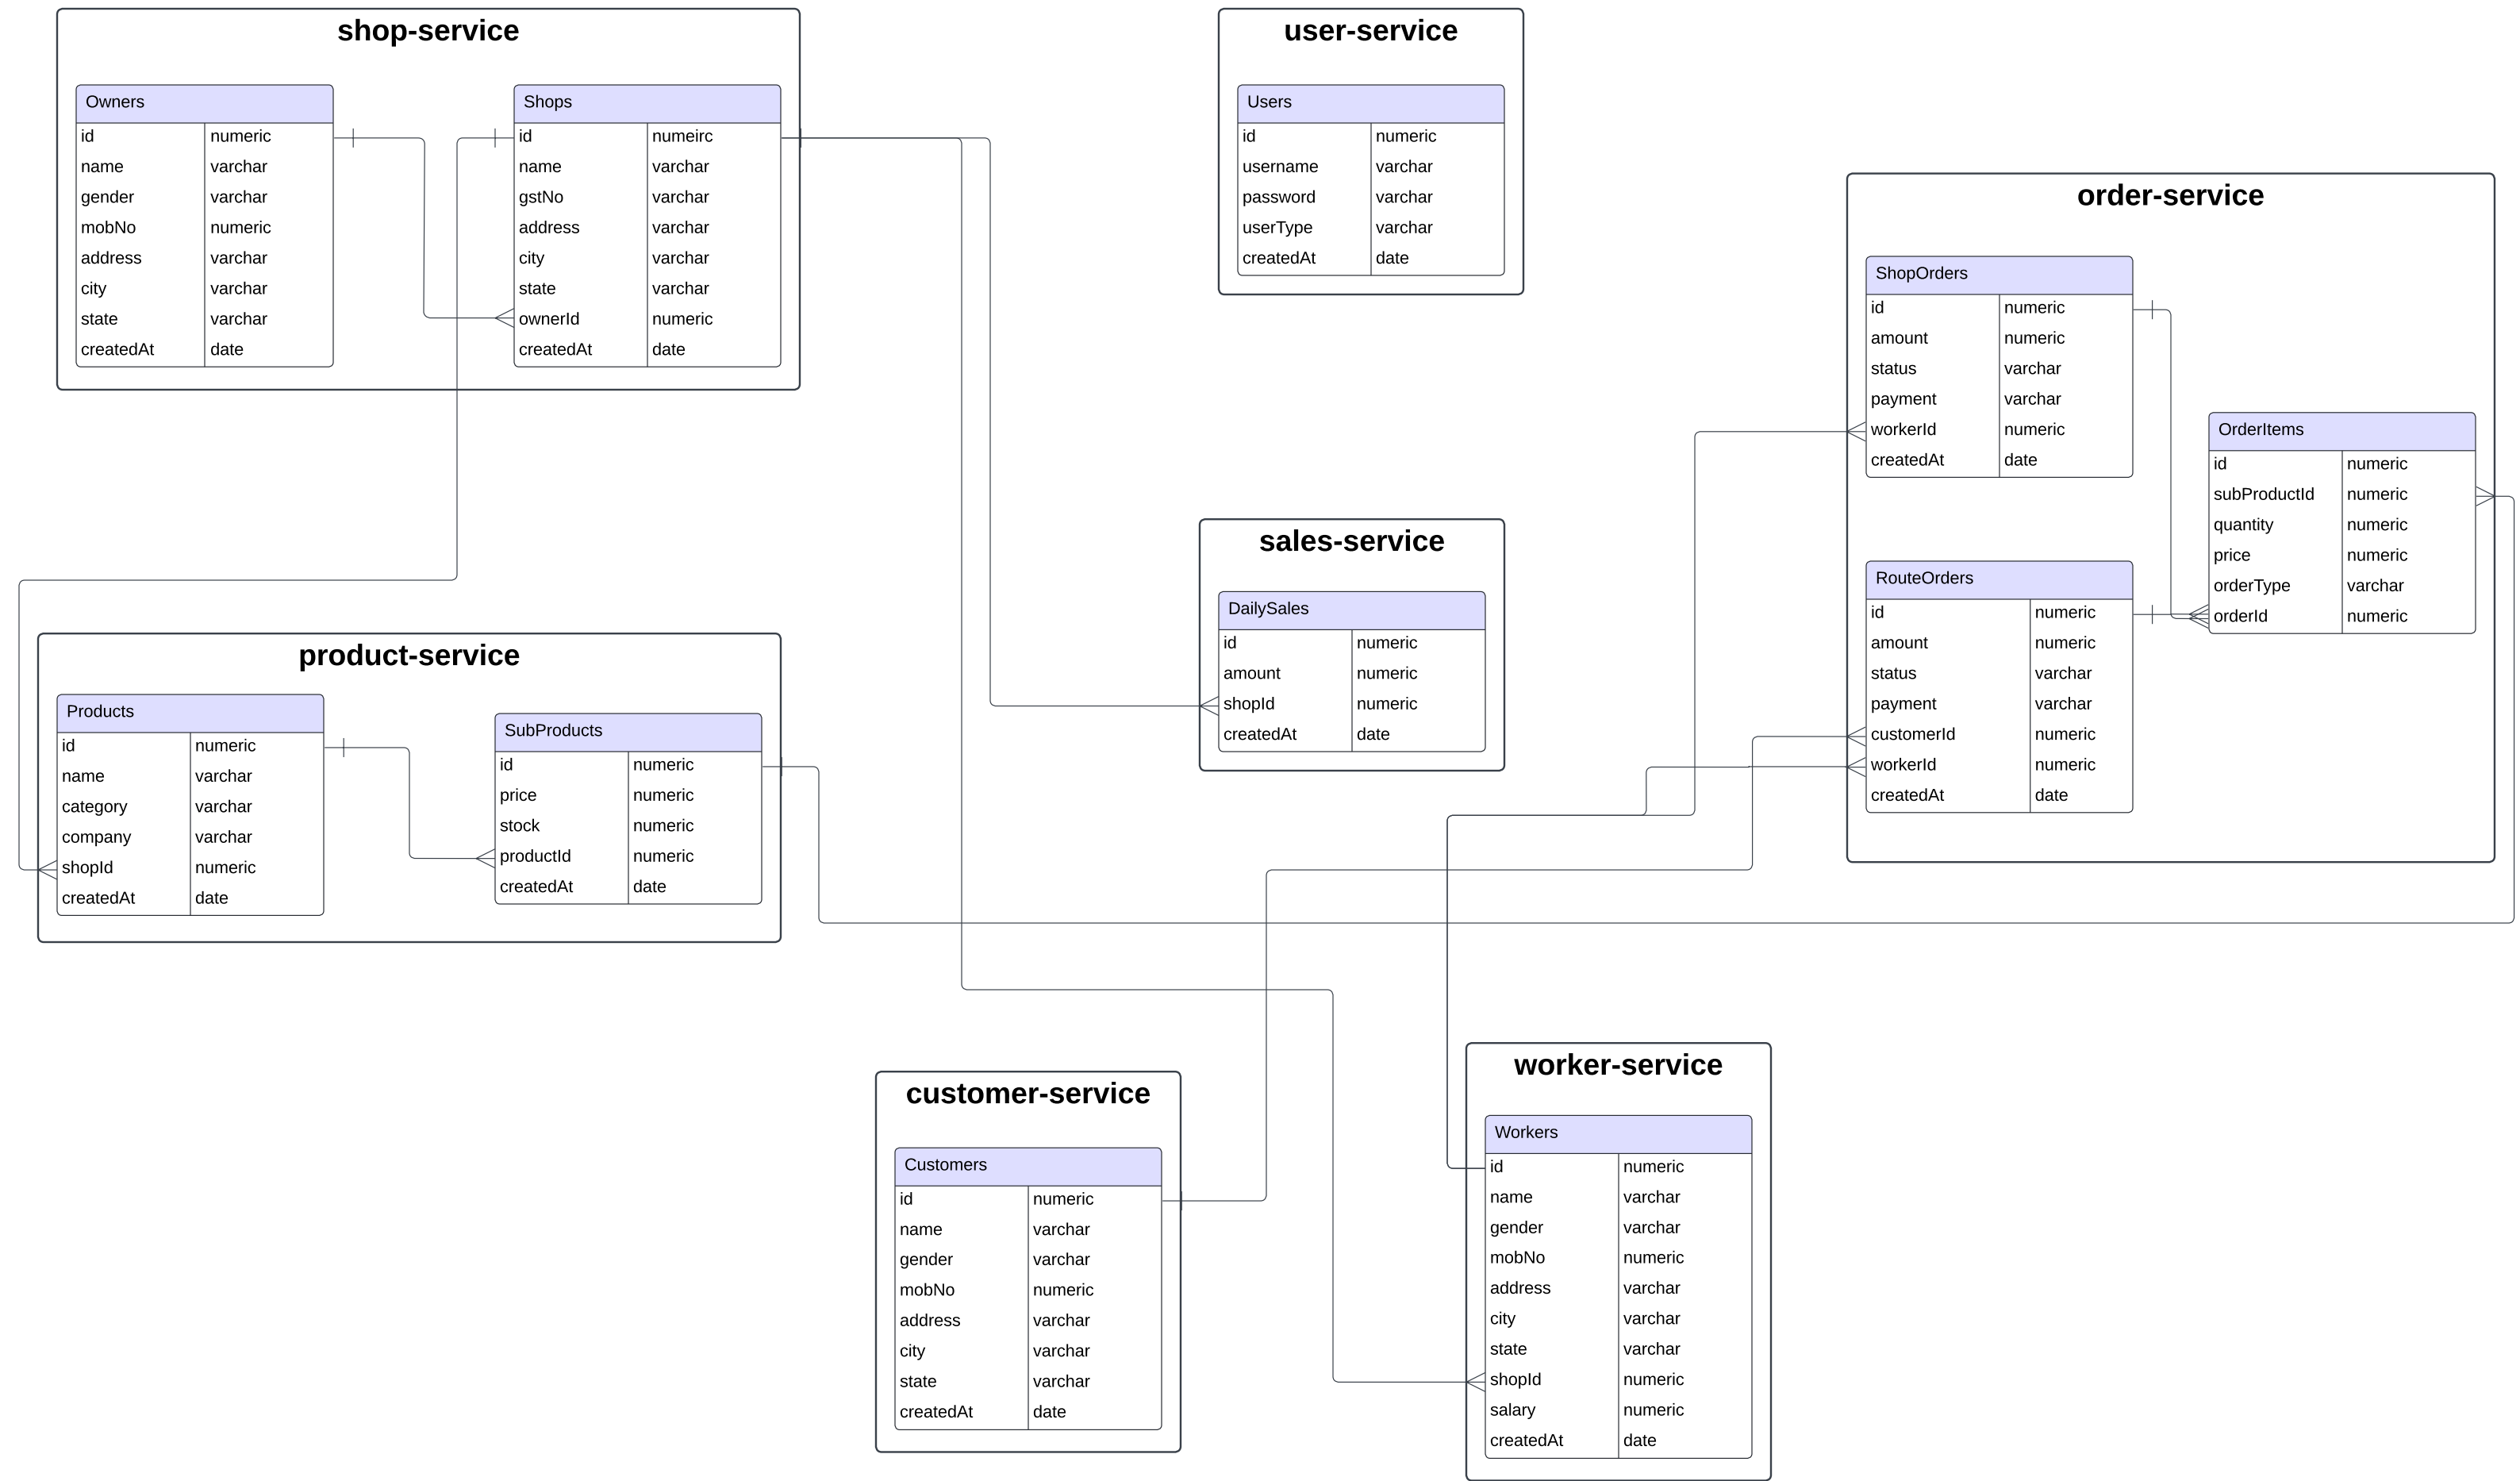 shop-service
Owners
id numeric
name varchar
gender varchar
mobNo numeric
address varchar
city varchar
state varchar
createdAt date
Shops
id numeirc
name varchar
gstNo varchar
address varchar
city varchar
state varchar
ownerId numeric
createdAt date
user-service
Users
id numeric
username varchar
password varchar
userType varchar
createdAt date
order-service
ShopOrders
id numeric
amount numeric
status varchar
payment varchar
workerId numeric
createdAt date
OrderItems
id numeric
subProductId numeric
quantity numeric
price numeric
orderType varchar
orderId numeric
RouteOrders
id numeric
amount numeric
status varchar
payment varchar
customerId numeric
workerId numeric
createdAt date
sales-service
DailySales
id numeric
amount numeric
shopId numeric
createdAt date
product-service
Products
id numeric
name varchar
category varchar
company varchar
shopId numeric
createdAt date
SubProducts
id numeric
price numeric
stock numeric
productId numeric
createdAt date
customer-service
Customers
id numeric
name varchar
gender varchar
mobNo numeric
address varchar
city varchar
state varchar
createdAt date
worker-service
Workers
id numeric
name varchar
gender varchar
mobNo numeric
address varchar
city varchar
state varchar
shopId numeric
salary numeric
createdAt date